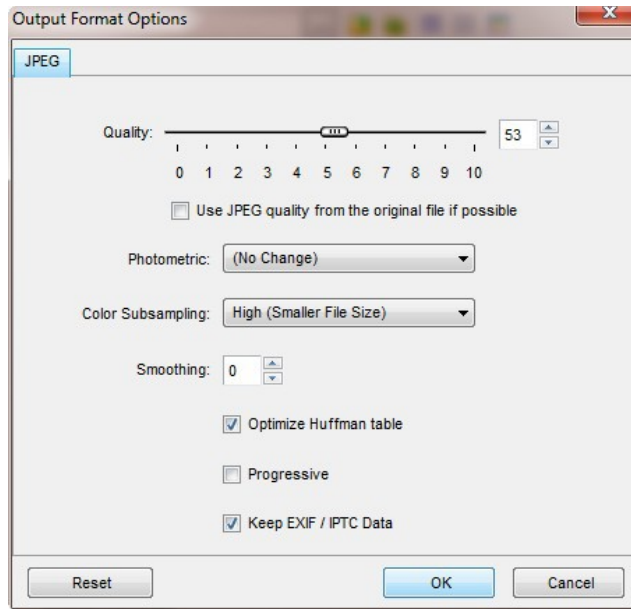 Output Format Options
JPEG
Quality: 53
0 1 2 3 4 5 6 7 8 9 10
Use JPEG quality from the original file if possible
Photometric: (No Change)
Color Subsampling: High (Smaller File Size)
Smoothing: 0
Optimize Huffman table
Progressive
Keep EXIF / IPTC Data
Reset OK Cancel